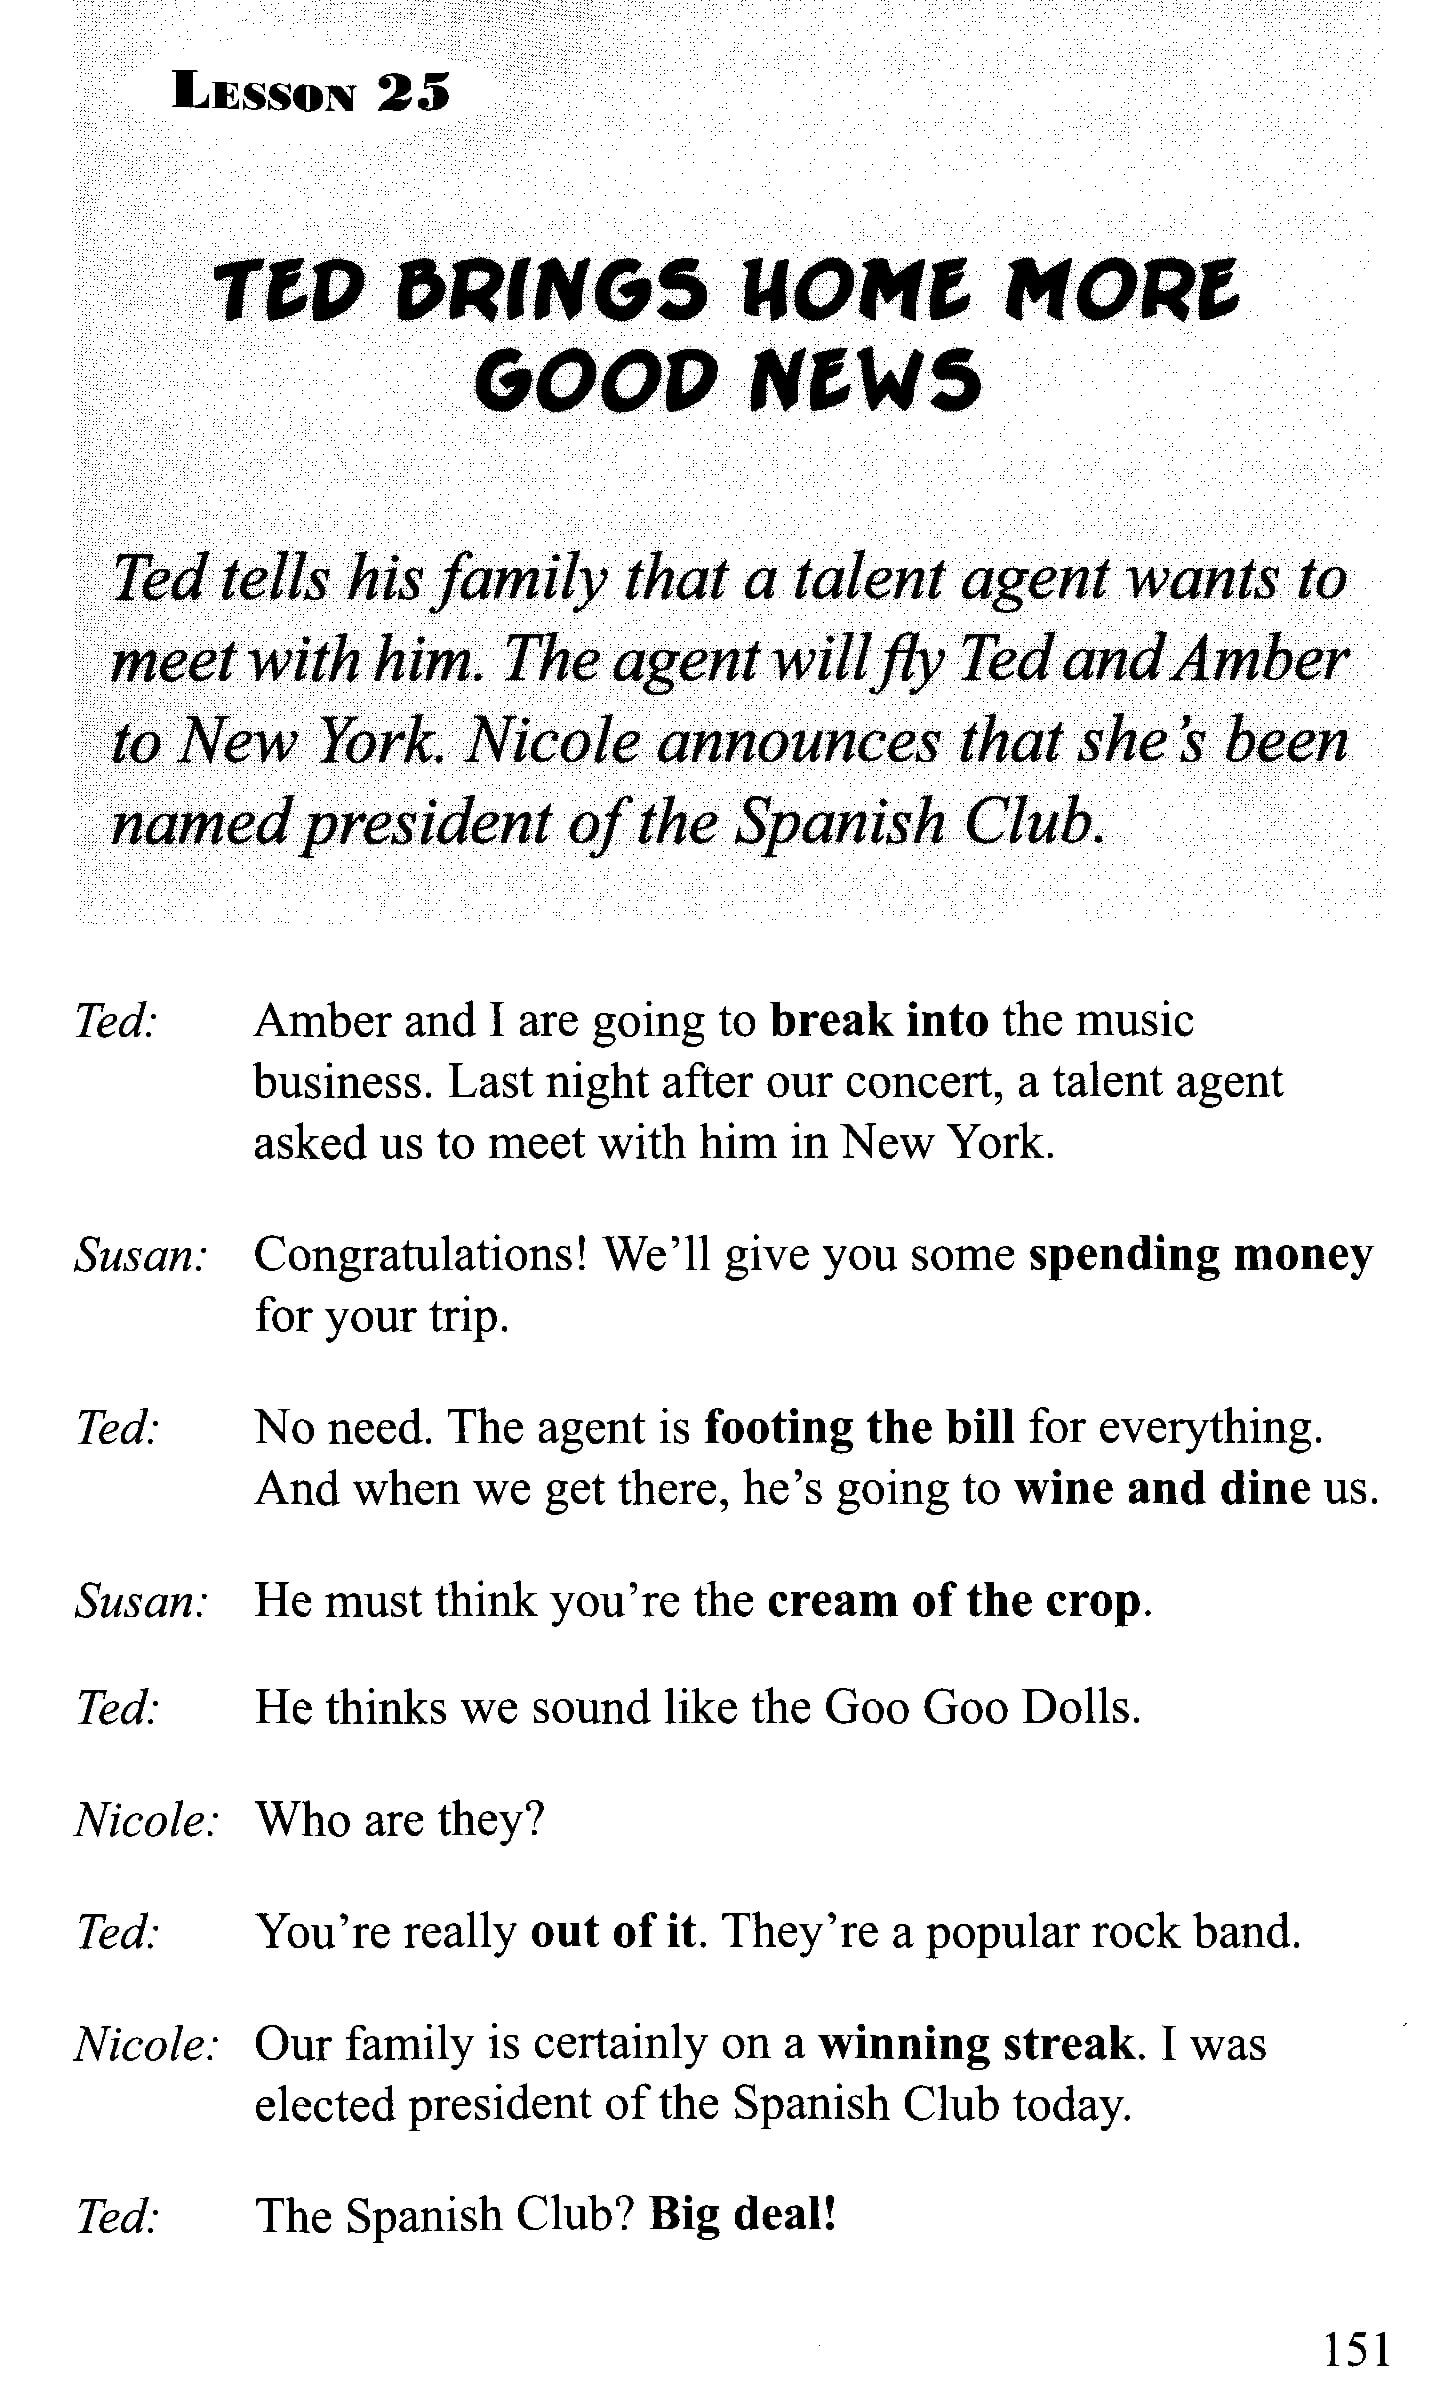 LESSON 25
TED BRINGS HOME MORE
GOOD NEWS
Ted tells his family that a talent agent wants to
meet with him. The agent will fly Ted and Amber
to New York. Nicole announces that she's been
named president of the Spanish Club.
Ted: Amber and I are going to break into the music
business. Last night after our concert, a talent agent
asked us to meet with him in New York.
Susan: Congratulations! We'll give you some spending money
for your trip.
Ted: No need. The agent is footing the bill for everything.
And when we get there, he's going to wine and dine us.
Susan: He must think you're the cream of the crop.
Ted: He thinks we sound like the Goo Goo Dolls.
Nicole: Who are they?
Ted: You're really out of it. They're a popular rock band.
Nicole: Our family is certainly on a winning streak. I was
elected president of the Spanish Club today.
Ted: The Spanish Club? Big deal!
151